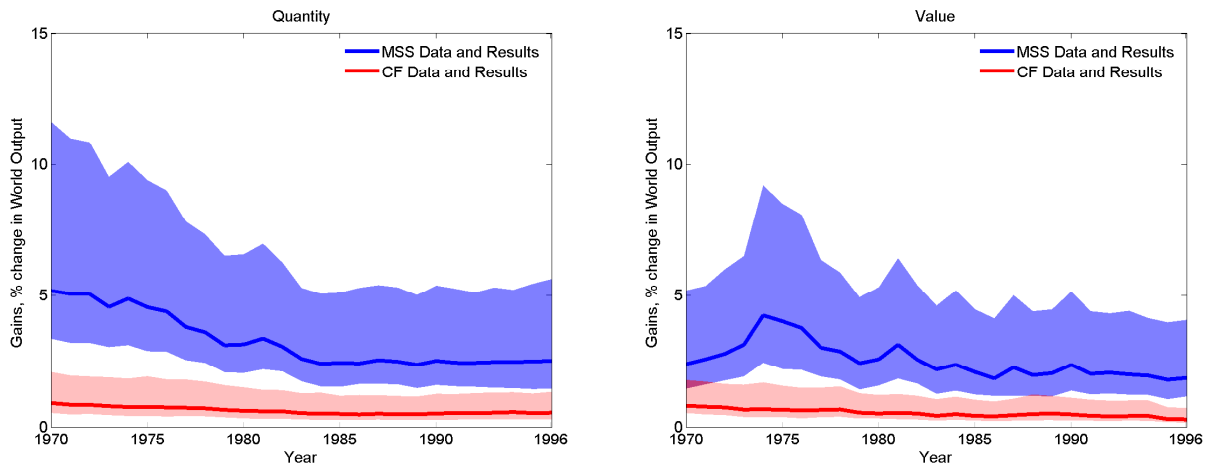 Quantity
15
MSS Data and Results
CF Data and Results
10
5
0
Gains, % change in World Output
1970 1975 1980 1985 1990 1996
Year
Value
15
MSS Data and Results
CF Data and Results
10
5
0
Gains, % change in World Output
1970 1975 1980 1985 1990 1996
Year